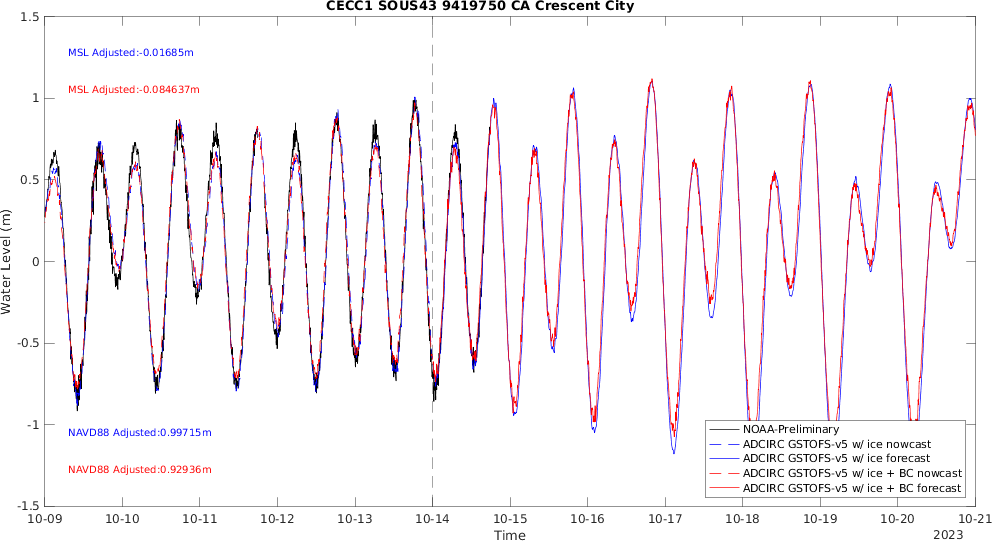 CECC1 SOUS43 9419750 CA Crescent City
MSL Adjusted:-0.01685m
MSL Adjusted:-0.084637m
NAVD88 Adjusted:0.99715m
NAVD88 Adjusted:0.92936m
Water Level (m)
1.5
1
0.5
0
-0.5
-1
-1.5
NOAA-Preliminary
ADCIRC GSTOFS-v5 w/ ice nowcast
ADCIRC GSTOFS-v5 w/ ice forecast
ADCIRC GSTOFS-v5 w/ ice + BC nowcast
ADCIRC GSTOFS-v5 w/ ice + BC forecast
10-09 10-10 10-11 10-12 10-13 10-14 10-15 10-16 10-17 10-18 10-19 10-20 10-21
Time
2023